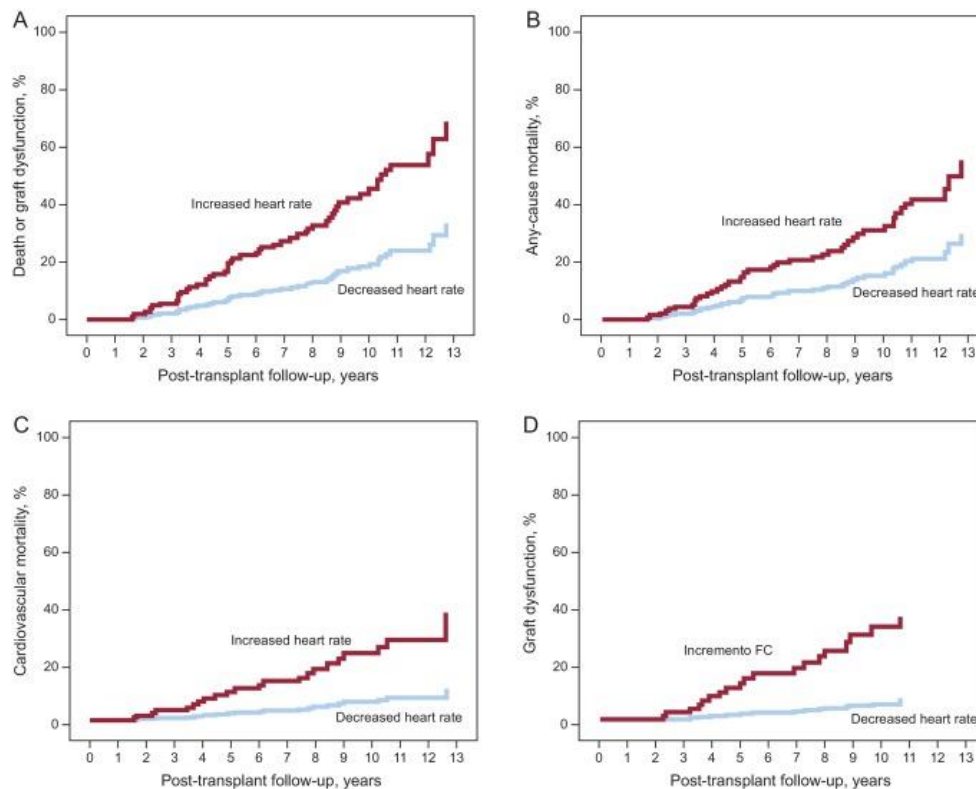 A
Death or graft dysfunction, %
100
80
60
40
20
0
Increased heart rate
Decreased heart rate
0 1 2 3 4 5 6 7 8 9 10 11 12 13
Post-transplant follow-up, years
B
Any-cause mortality, %
100
80
60
40
20
0
Increased heart rate
Decreased heart rate
0 1 2 3 4 5 6 7 8 9 10 11 12 13
Post-transplant follow-up, years
C
Cardiovascular mortality, %
100
80
60
40
20
0
Increased heart rate
Decreased heart rate
0 1 2 3 4 5 6 7 8 9 10 11 12 13
Post-transplant follow-up, years
D
Graft dysfunction, %
100
80
60
40
20
0
Incremento FC
Decreased heart rate
0 1 2 3 4 5 6 7 8 9 10 11 12 13
Post-transplant follow-up, years